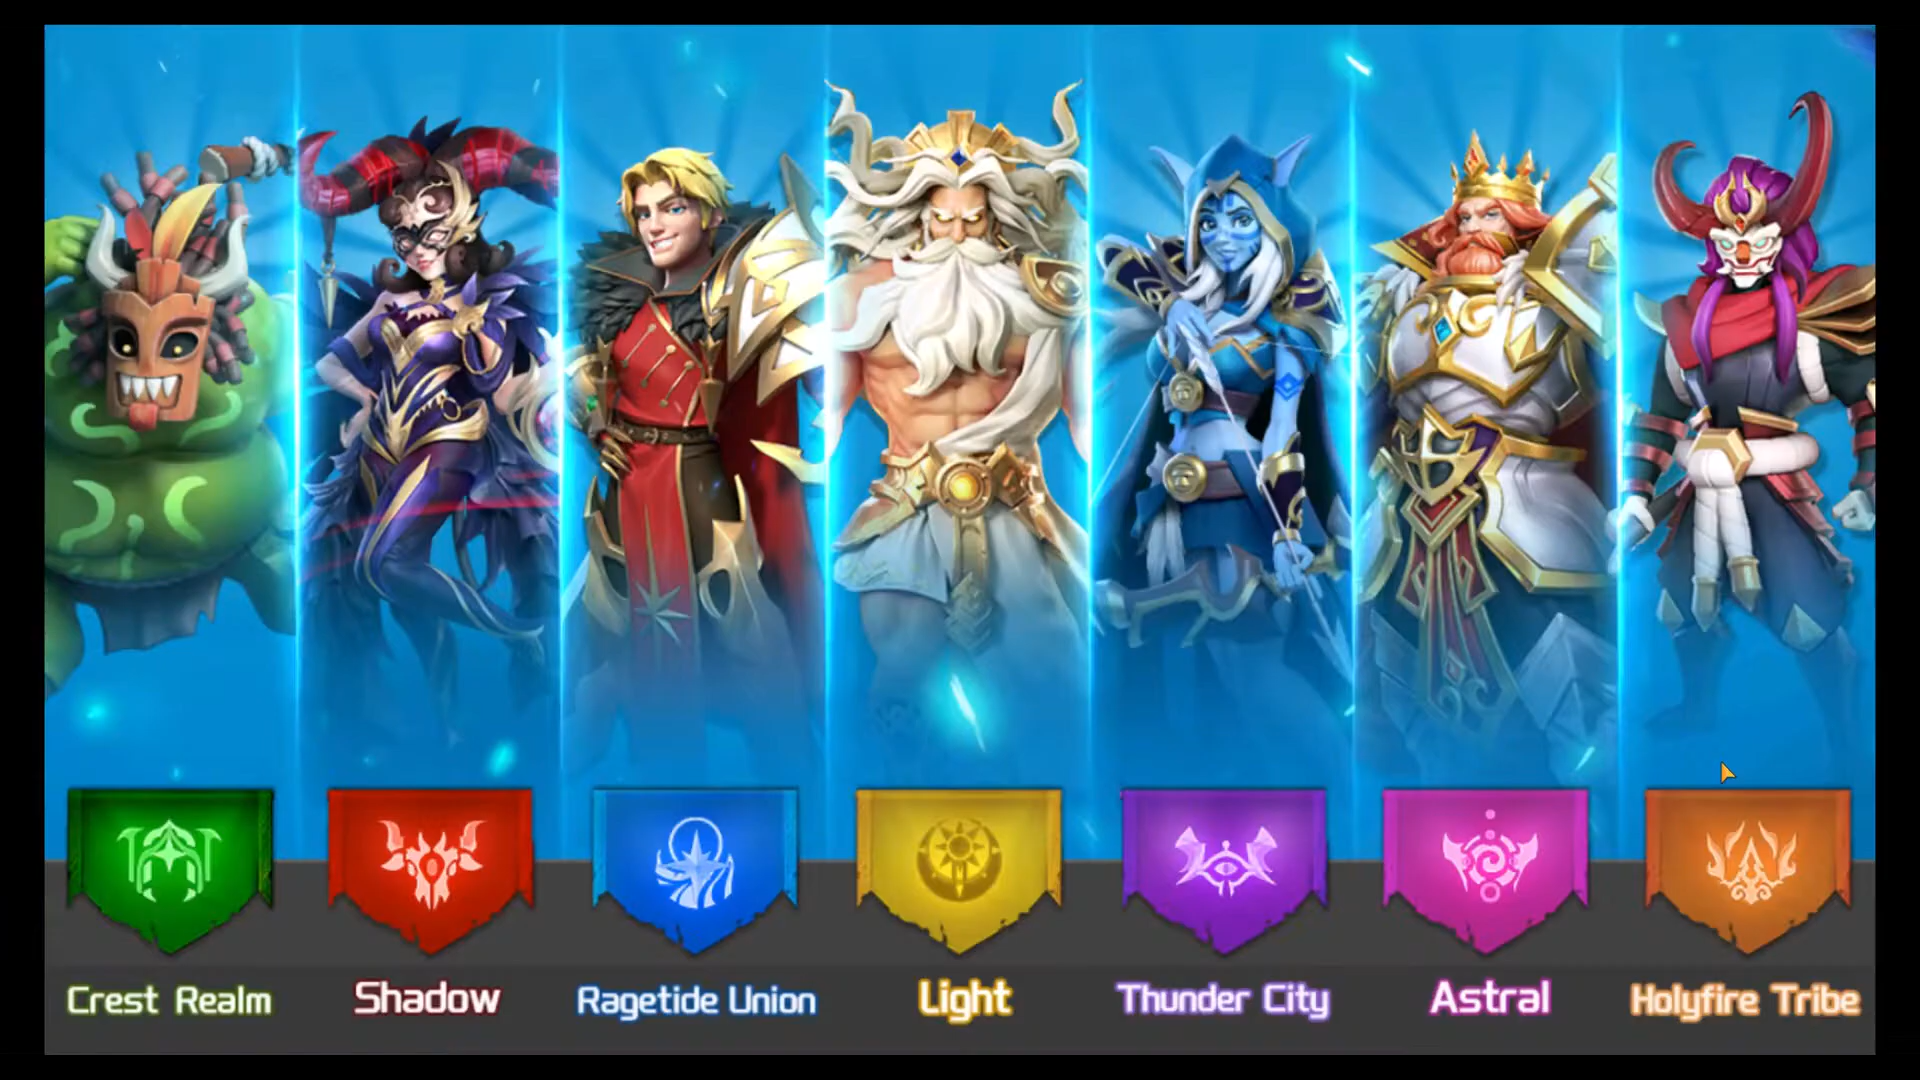 Crest Realm
Shadow
Ragetide Union
Light
Thunder City
Astral
Holyfire Tribe